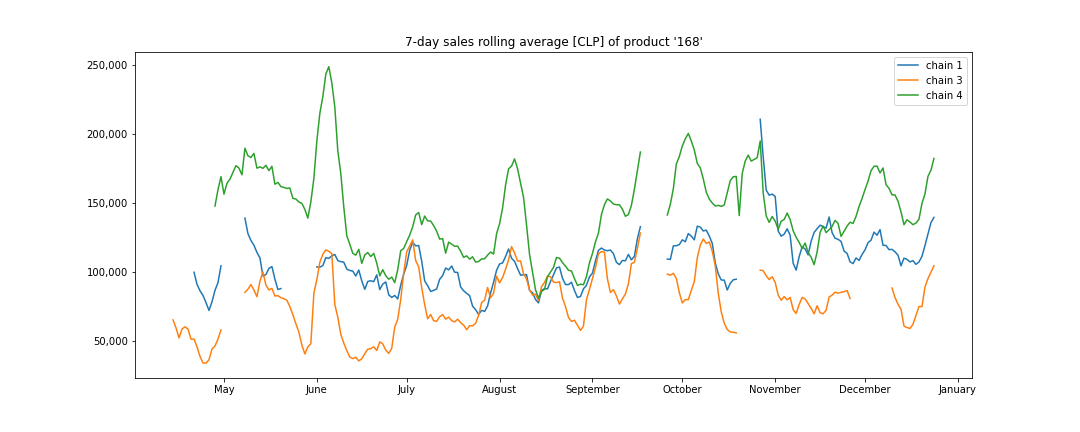 7-day sales rolling average [CLP] of product '168'
250,000
200,000
150,000
100,000
50,000
chain 1
chain 3
chain 4
May June July August September October November December January